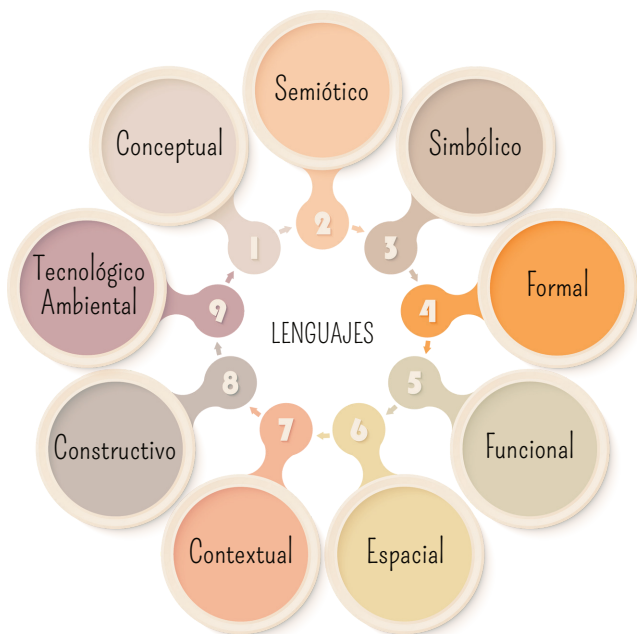 LENGUAJES
1
Conceptual
2
Semiótico
3
Simbólico
4
Formal
5
Funcional
6
Espacial
7
Contextual
8
Constructivo
9
Tecnológico
Ambiental